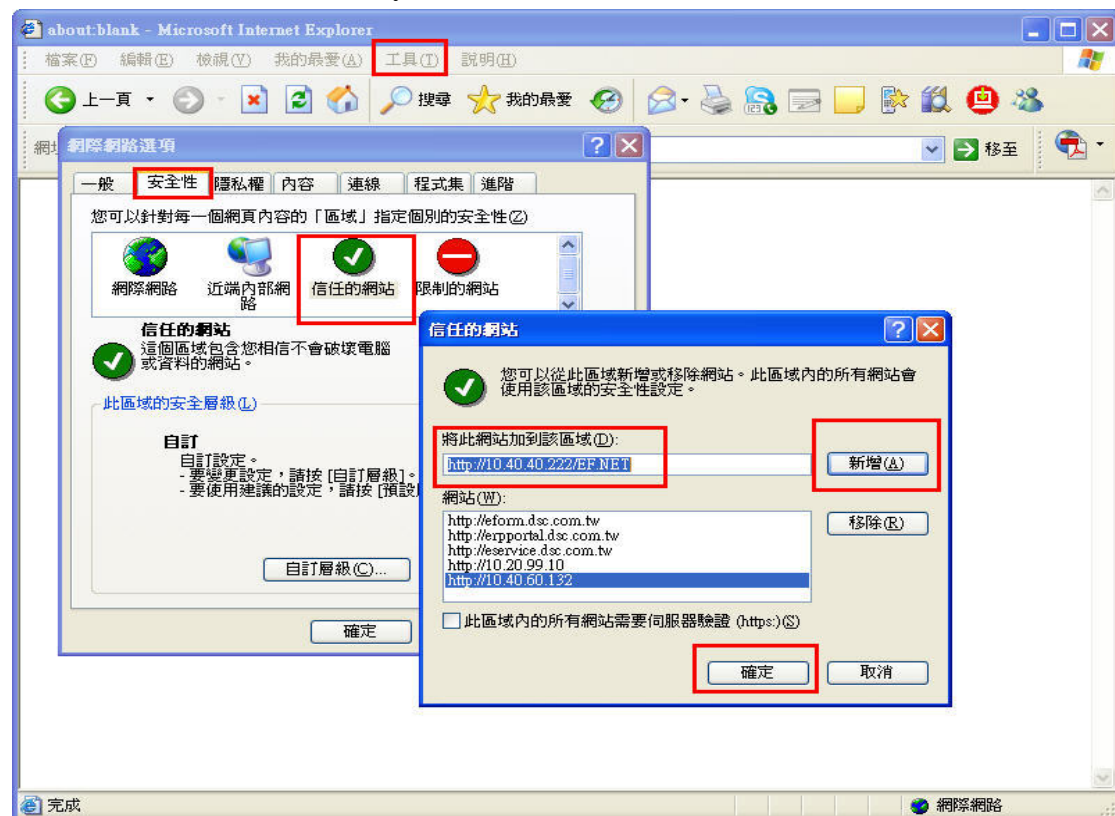 about:blank - Microsoft Internet Explorer
檔案(F) 編輯(E) 檢視(V) 我的最愛(A) 工具(T) 說明(H)
上一頁 搜尋 我的最愛
網址
移至
網際網路選項
一般 安全性 隱私權 內容 連線 程式集 進階
您可以針對每一個網頁內容的「區域」指定個別的安全性(Z)
網際網路 近端內部網路 信任的網站 限制的網站
信任的網站
這個區域包含您相信不會破壞電腦
或資料的網站。
此區域的安全層級(L)
自訂
自訂設定。
- 要變更設定,請按 [自訂層級]。
- 要使用建議的設定,請按 [預設
自訂層級(C)...
確定
信任的網站
您可以從此區域新增或移除網站。此區域內的所有網站會
使用該區域的安全性設定。
將此網站加到該區域(D):
http://10.40.40.222/EF.NET
新增(A)
網站(W):
http://eform.dsc.com.tw
http://erpportal.dsc.com.tw
http://eservice.dsc.com.tw
http://10.20.99.10
http://10.40.60.132
移除(R)
此區域內的所有網站需要伺服器驗證 (https:)(S)
確定 取消
完成
網際網路